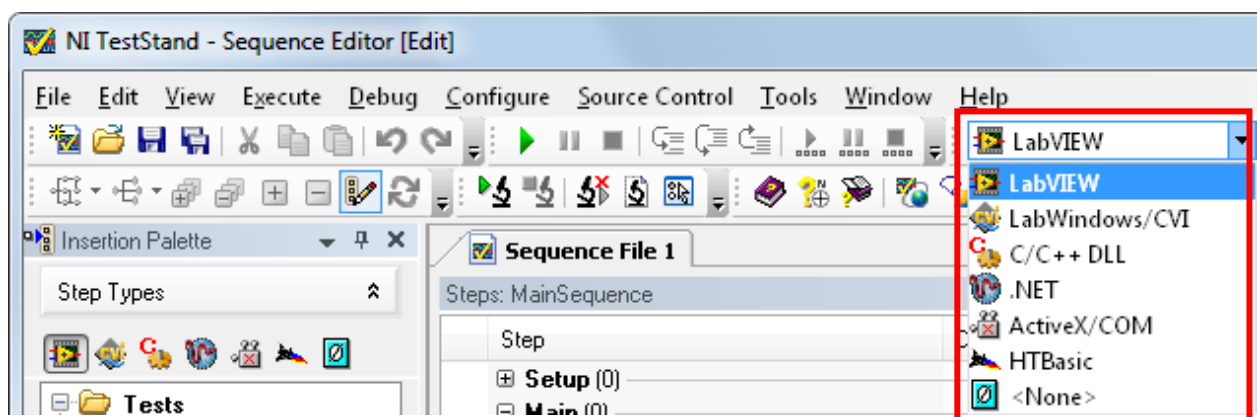 NI TestStand - Sequence Editor [Edit]
File Edit View Execute Debug Configure Source Control Tools Window Help
LabVIEW
LabVIEW
LabWindows/CVI
C/C++ DLL
.NET
ActiveX/COM
HTBasic
<None>
Insertion Palette
Step Types
Tests
Sequence File 1
Steps: MainSequence
Step
Setup (0)
Main (0)